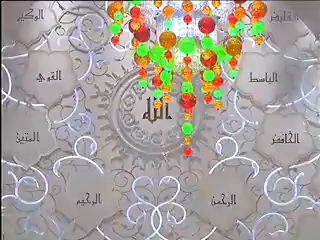 القابض
الوكيل
الباسط
القوي
الله
الخافض
المتين
الرحمن
الرحيم